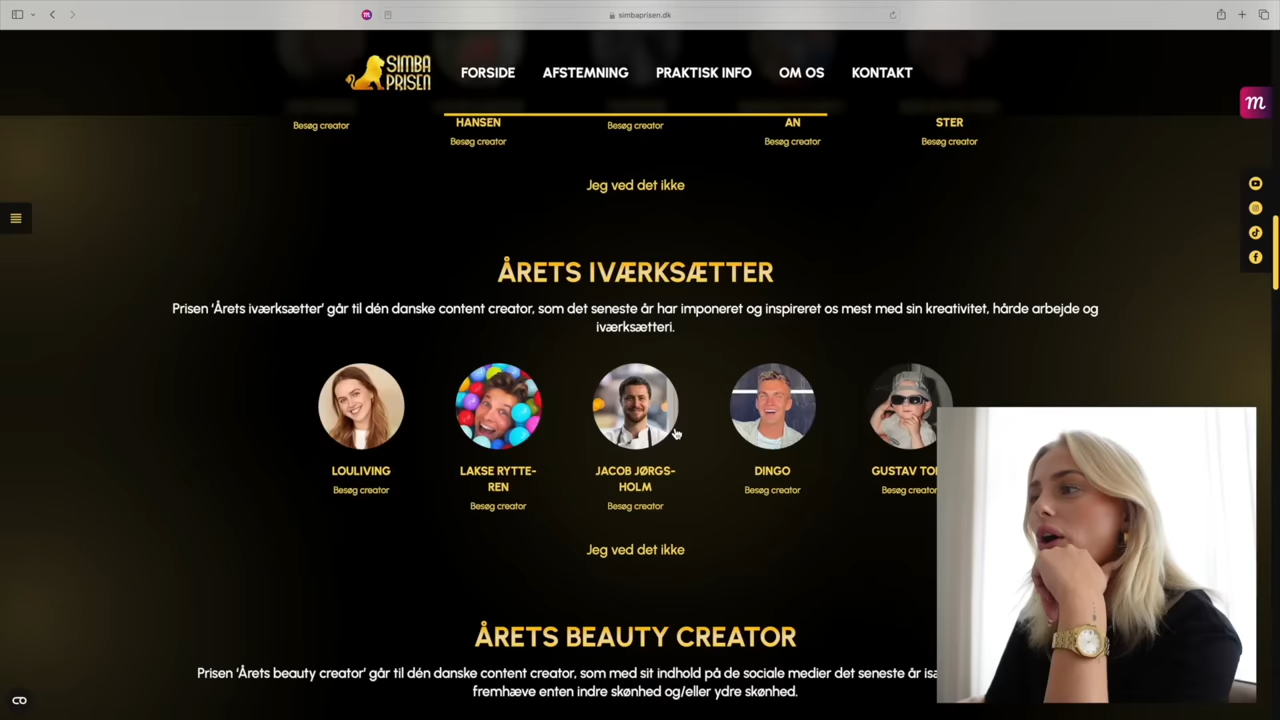 simbaprisen.dk
SIMBA
PRISEN
FORSIDE
AFSTEMNING
PRAKTISK INFO
OM OS
KONTAKT
m
HANSEN
AN
STER
Besøg creator
Besøg creator
Besøg creator
Besøg creator
Besøg creator
Jeg ved det ikke
ÅRETS IVÆRKSÆTTER
Prisen ‘Årets iværksætter’ går til dén danske content creator, som det seneste år har imponeret og inspireret os mest med sin kreativitet, hårde arbejde og
iværksætteri.
LOULIVING
Besøg creator
LAKSE RYTTE-
REN
Besøg creator
JACOB JØRGS-
HOLM
Besøg creator
DINGO
Besøg creator
GUSTAV
Besøg
Jeg ved det ikke
ÅRETS BEAUTY CREATOR
Prisen ‘Årets beauty creator’ går til dén danske content creator, som med sit indhold på de sociale medier det seneste år
fremhæve enten indre skønhed og/eller ydre skønhed.